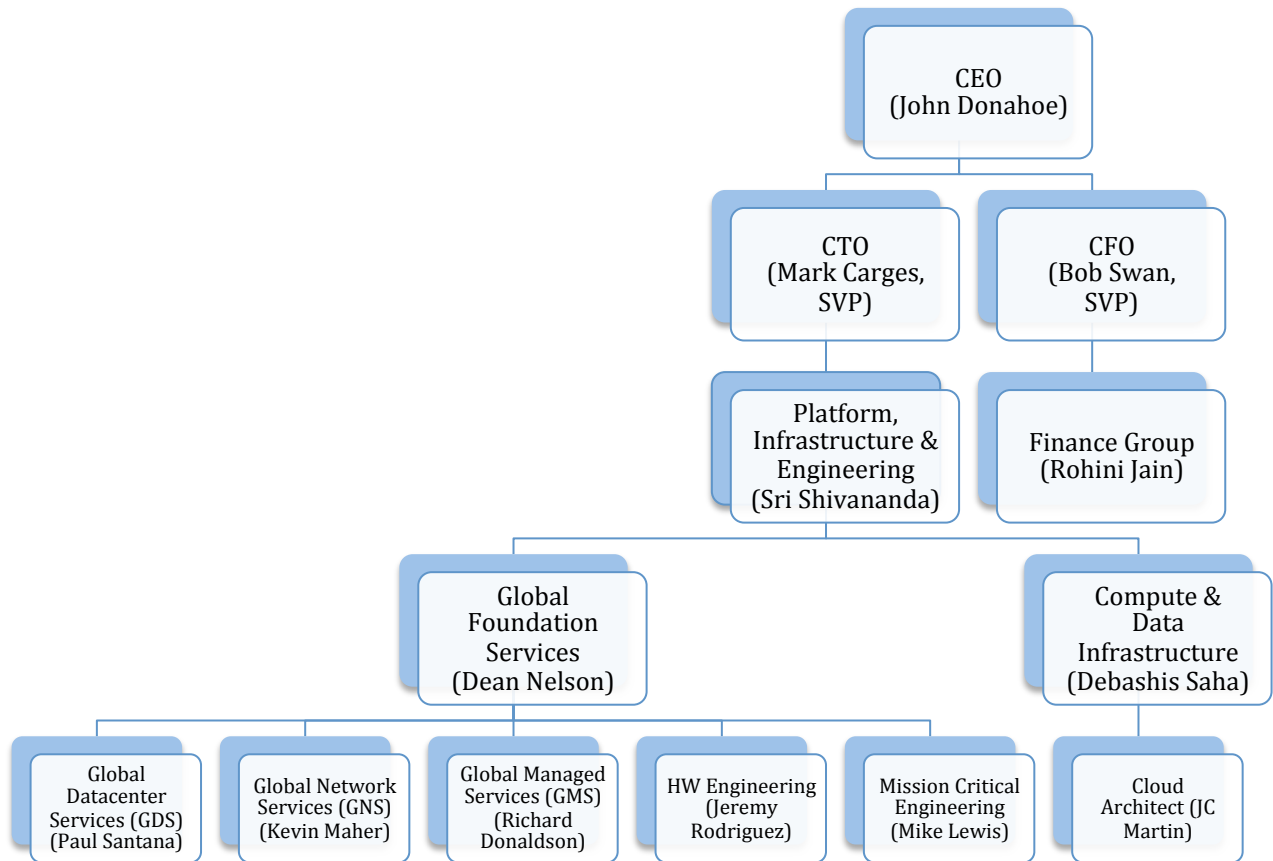 CEO
(John Donahoe)
CTO
(Mark Carges,
SVP)
CFO
(Bob Swan,
SVP)
Platform,
Infrastructure &
Engineering
(Sri Shivananda)
Finance Group
(Rohini Jain)
Global
Foundation
Services
(Dean Nelson)
Compute &
Data
Infrastructure
(Debashis Saha)
Global
Datacenter
Services (GDS)
(Paul Santana)
Global Network
Services (GNS)
(Kevin Maher)
Global Managed
Services (GMS)
(Richard
Donaldson)
HW Engineering
(Jeremy
Rodriguez)
Mission Critical
Engineering
(Mike Lewis)
Cloud
Architect (JC
Martin)